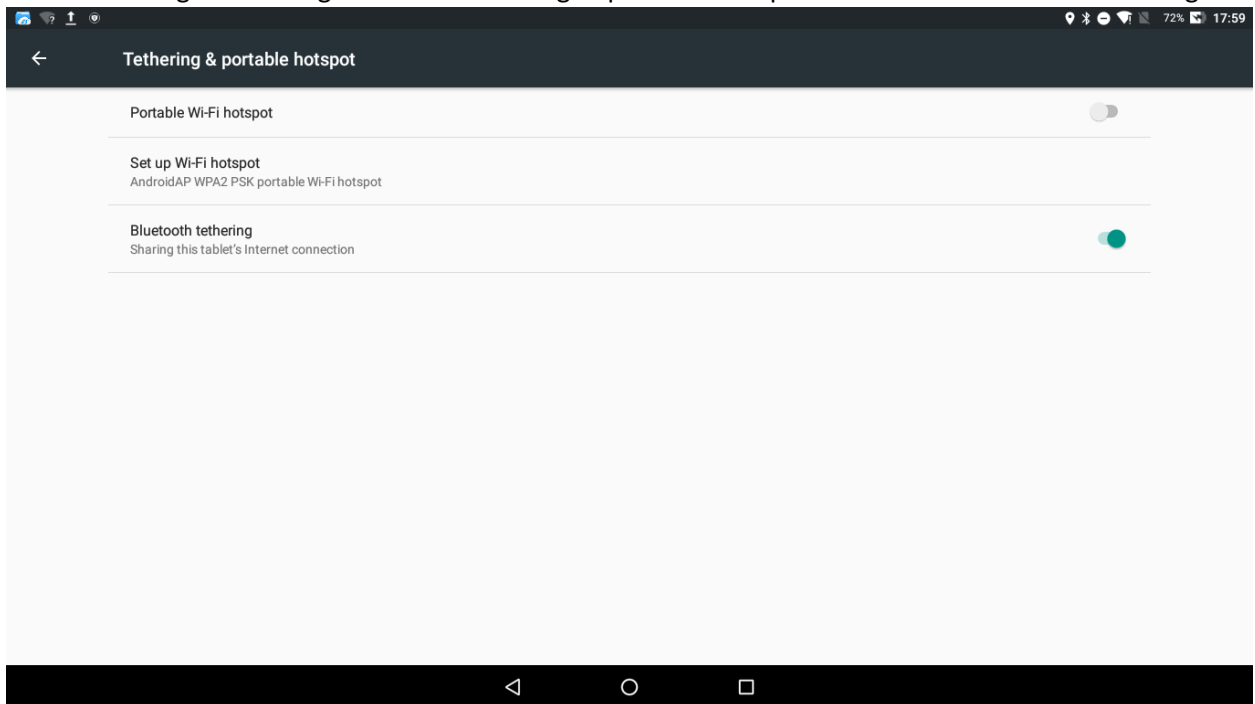 72% 17:59
Tethering & portable hotspot
Portable Wi-Fi hotspot
Set up Wi-Fi hotspot
AndroidAP WPA2 PSK portable Wi-Fi hotspot
Bluetooth tethering
Sharing this tablet's Internet connection